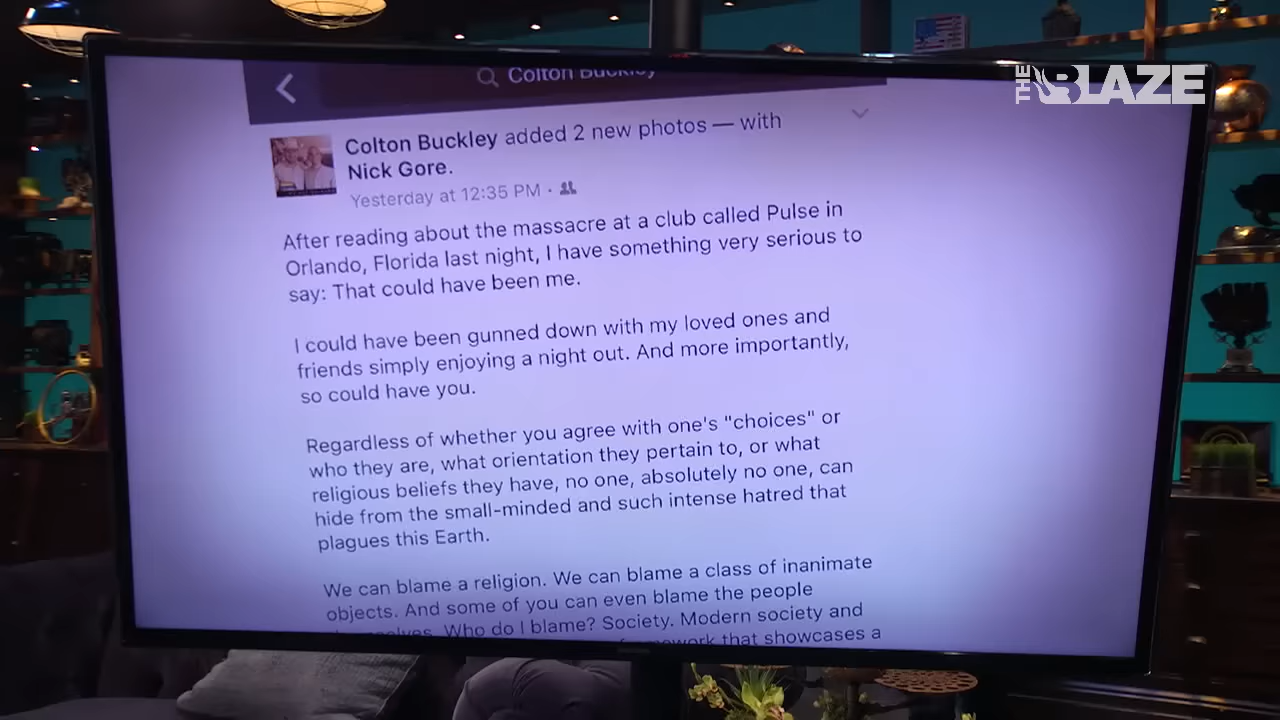 THE BLAZE
Colton Buckley
Colton Buckley added 2 new photos — with
Nick Gore.
Yesterday at 12:35 PM ·
After reading about the massacre at a club called Pulse in
Orlando, Florida last night, I have something very serious to
say: That could have been me.
I could have been gunned down with my loved ones and
friends simply enjoying a night out. And more importantly,
so could have you.
Regardless of whether you agree with one's "choices" or
who they are, what orientation they pertain to, or what
religious beliefs they have, no one, absolutely no one, can
hide from the small-minded and such intense hatred that
plagues this Earth.
We can blame a religion. We can blame a class of inanimate
objects. And some of you can even blame the people
Who do I blame? Society. Modern society and
that showcases a